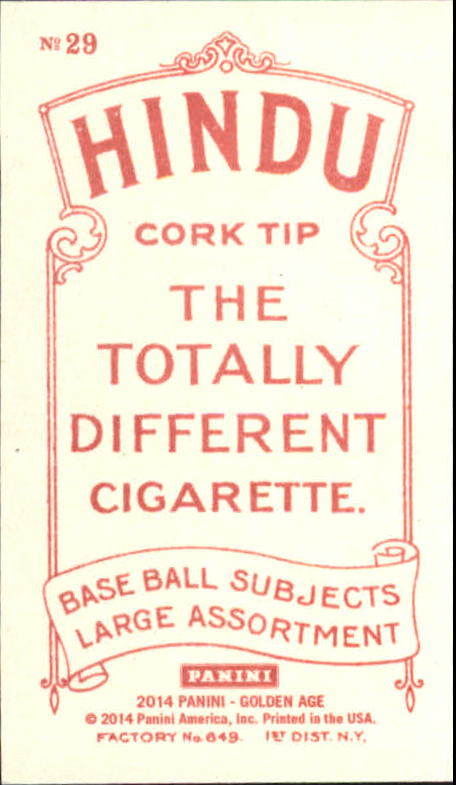 Nº 29
HINDU
CORK TIP
THE
TOTALLY
DIFFERENT
CIGARETTE.
BASE BALL SUBJECTS
LARGE ASSORTMENT
PANINI
2014 PANINI - GOLDEN AGE
© 2014 Panini America, Inc. Printed in the USA.
FACTORY No. 649. 1ST DIST. N.Y.